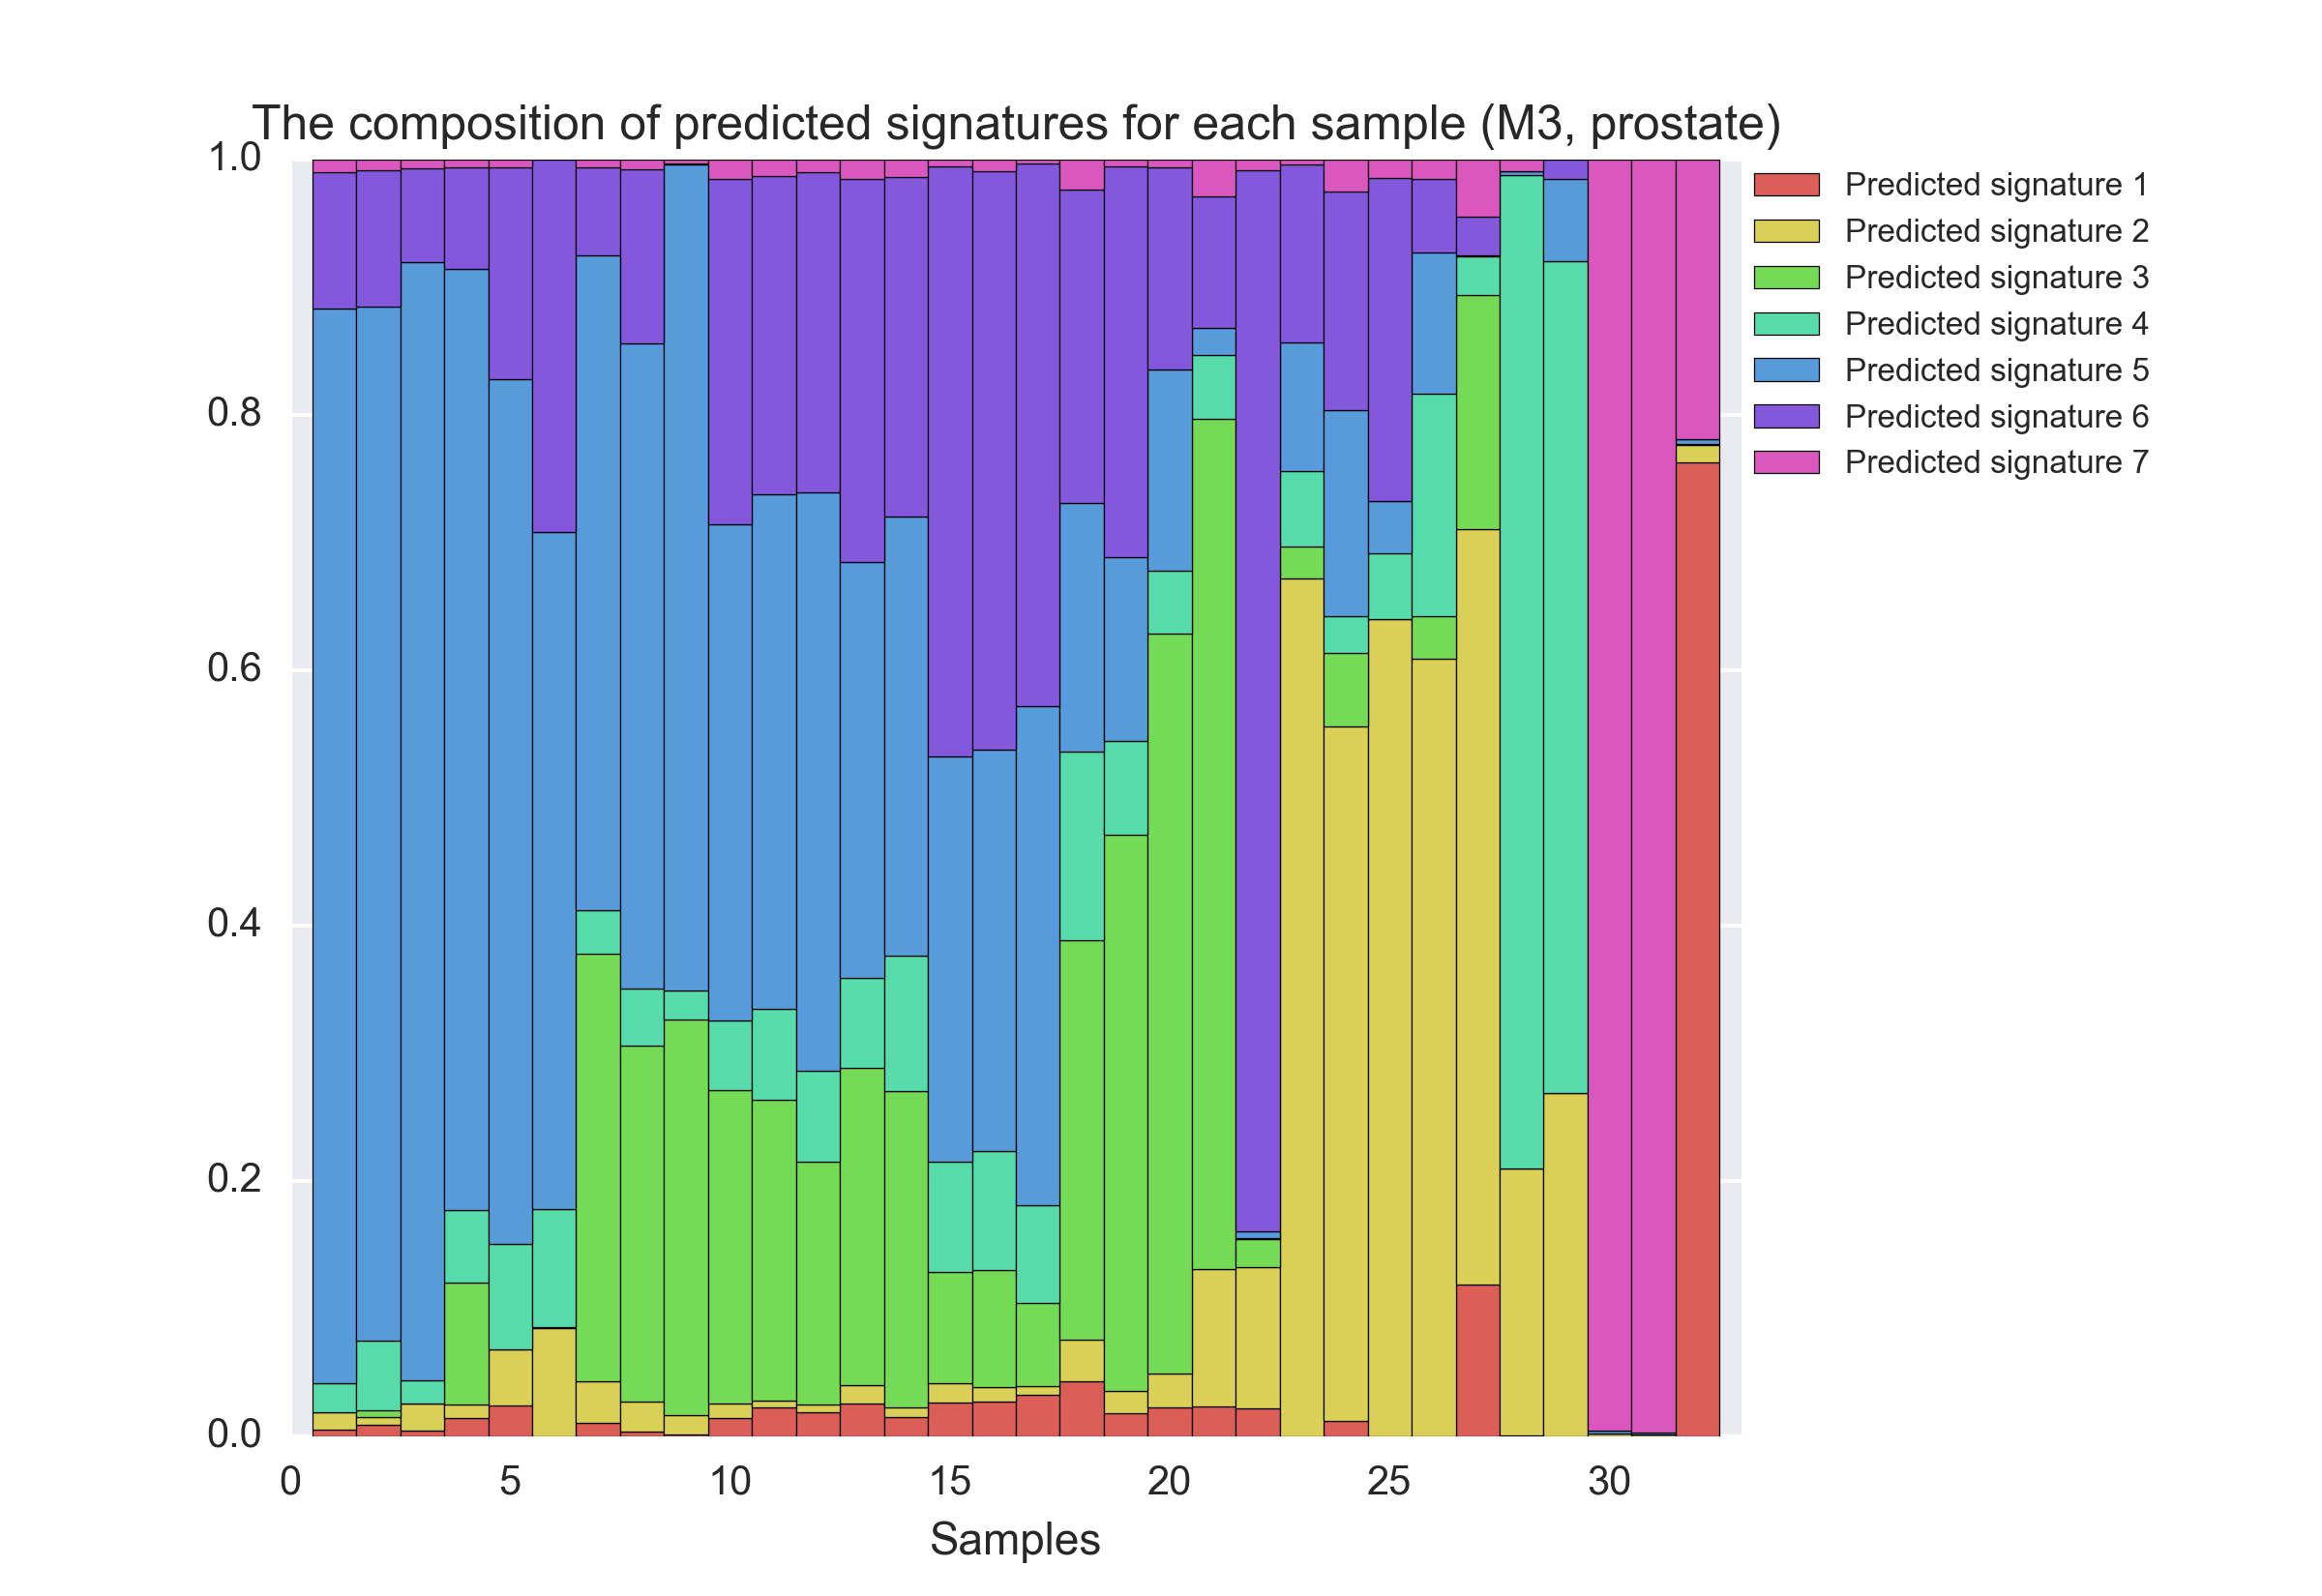 The composition of predicted signatures for each sample (M3, prostate)
1.0
0.8
0.6
0.4
0.2
0.0
0 5 10 15 20 25 30
Samples
Predicted signature 1
Predicted signature 2
Predicted signature 3
Predicted signature 4
Predicted signature 5
Predicted signature 6
Predicted signature 7